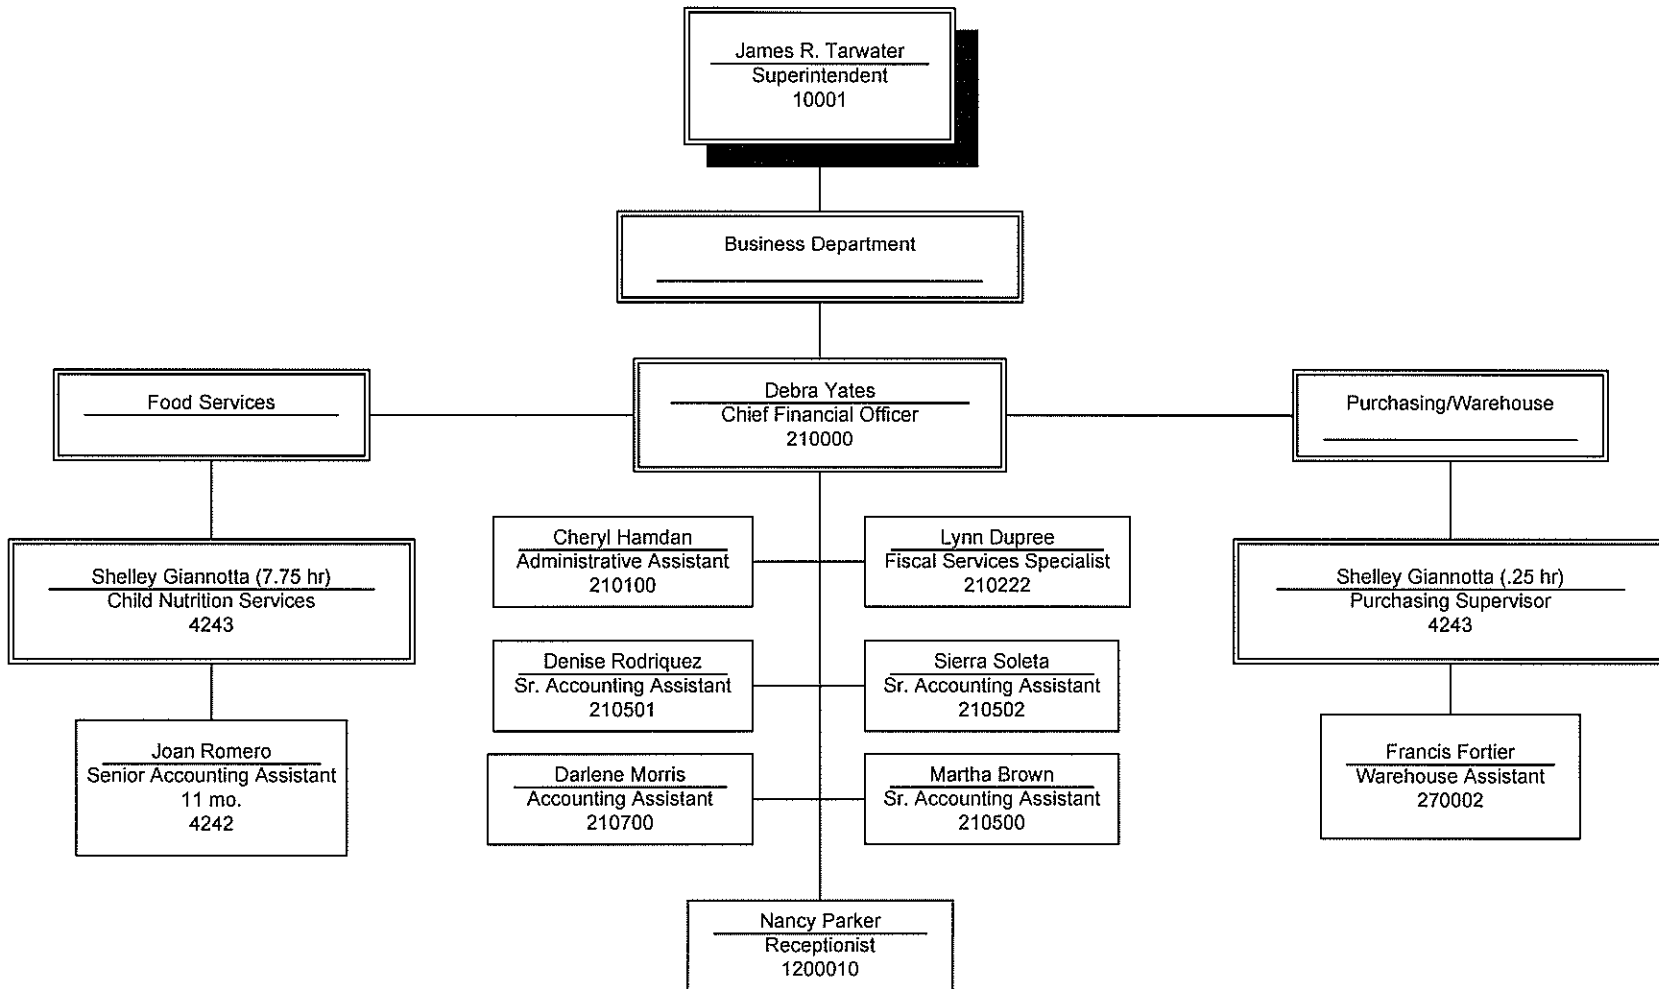 James R. Tarwater
Superintendent
10001
Business Department
Food Services
Debra Yates
Chief Financial Officer
210000
Purchasing/Warehouse
Shelley Giannotta (7.75 hr)
Child Nutrition Services
4243
Cheryl Hamdan
Administrative Assistant
210100
Lynn Dupree
Fiscal Services Specialist
210222
Shelley Giannotta (.25 hr)
Purchasing Supervisor
4243
Denise Rodriquez
Sr. Accounting Assistant
210501
Sierra Soleta
Sr. Accounting Assistant
210502
Joan Romero
Senior Accounting Assistant
11 mo.
4242
Darlene Morris
Accounting Assistant
210700
Martha Brown
Sr. Accounting Assistant
210500
Francis Fortier
Warehouse Assistant
270002
Nancy Parker
Receptionist
1200010